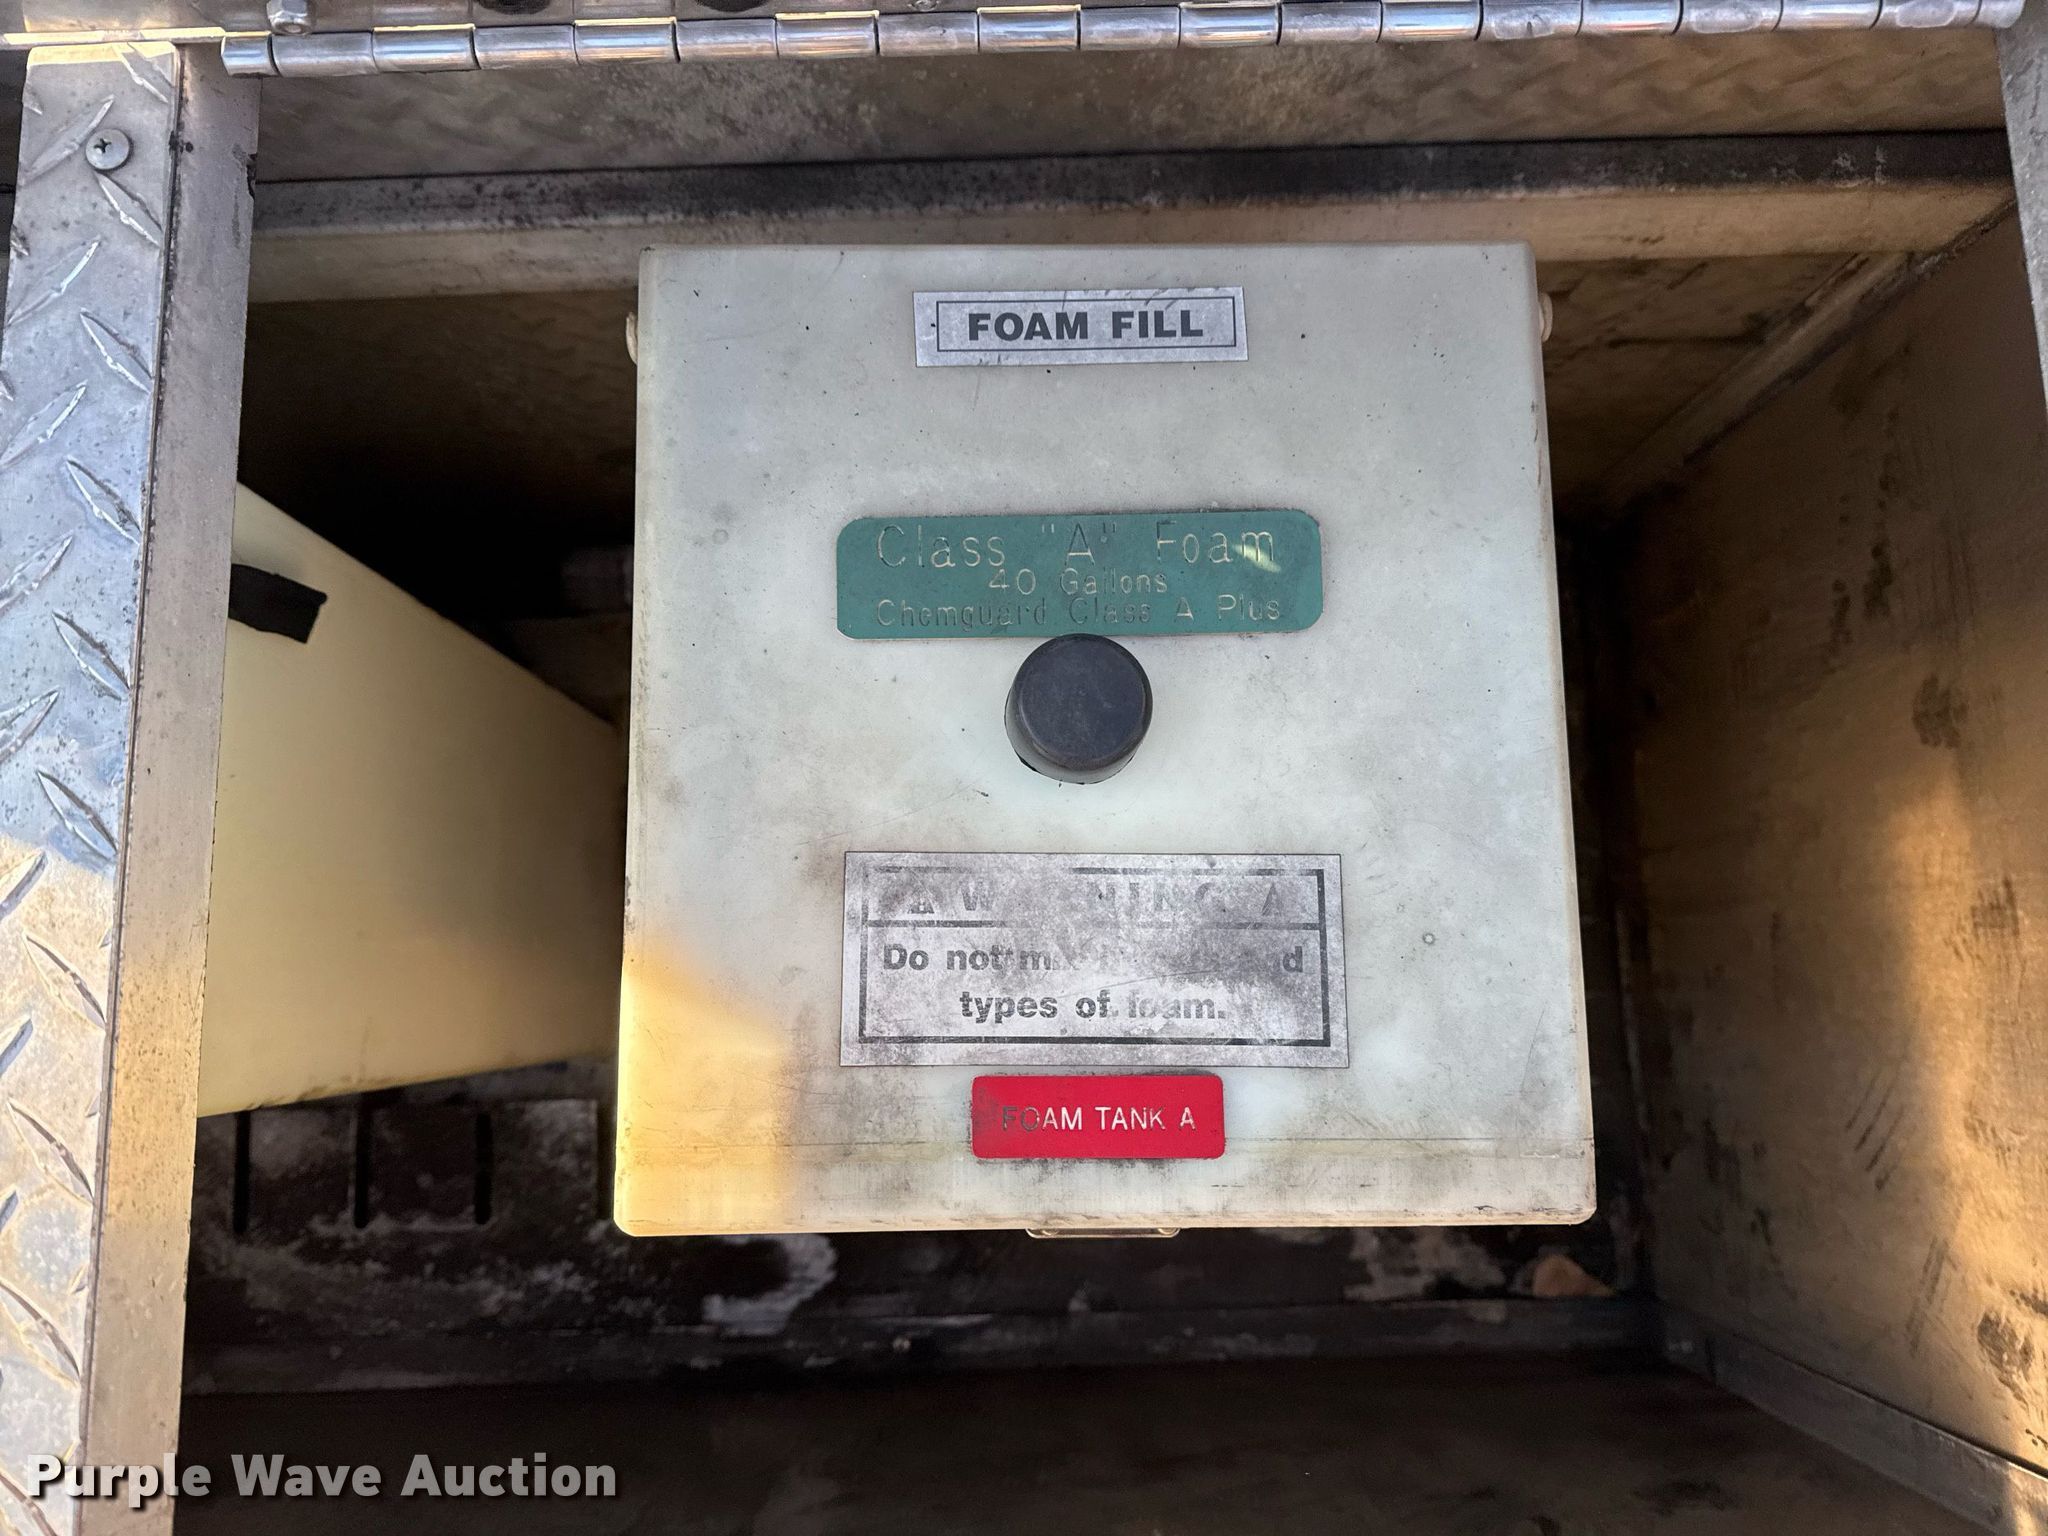 FOAM FILL
Class "A" Foam
40 Gallons
Chemguard Class A Plus
Do not
types of foam.
FOAM TANK A
Purple Wave Auction